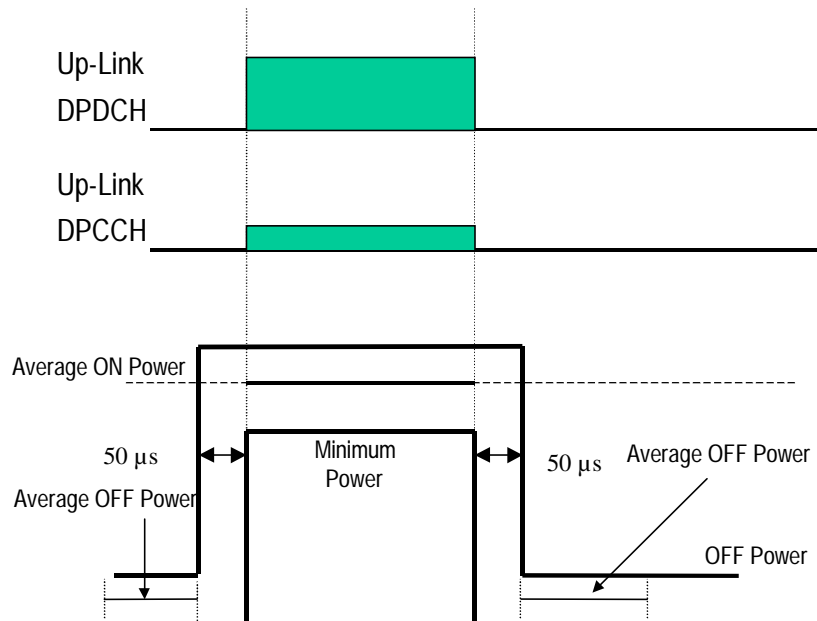 Up-Link
DPDCH
Up-Link
DPCCH
Average ON Power
50 µs
Minimum
Power
50 µs
Average OFF Power
Average OFF Power
OFF Power